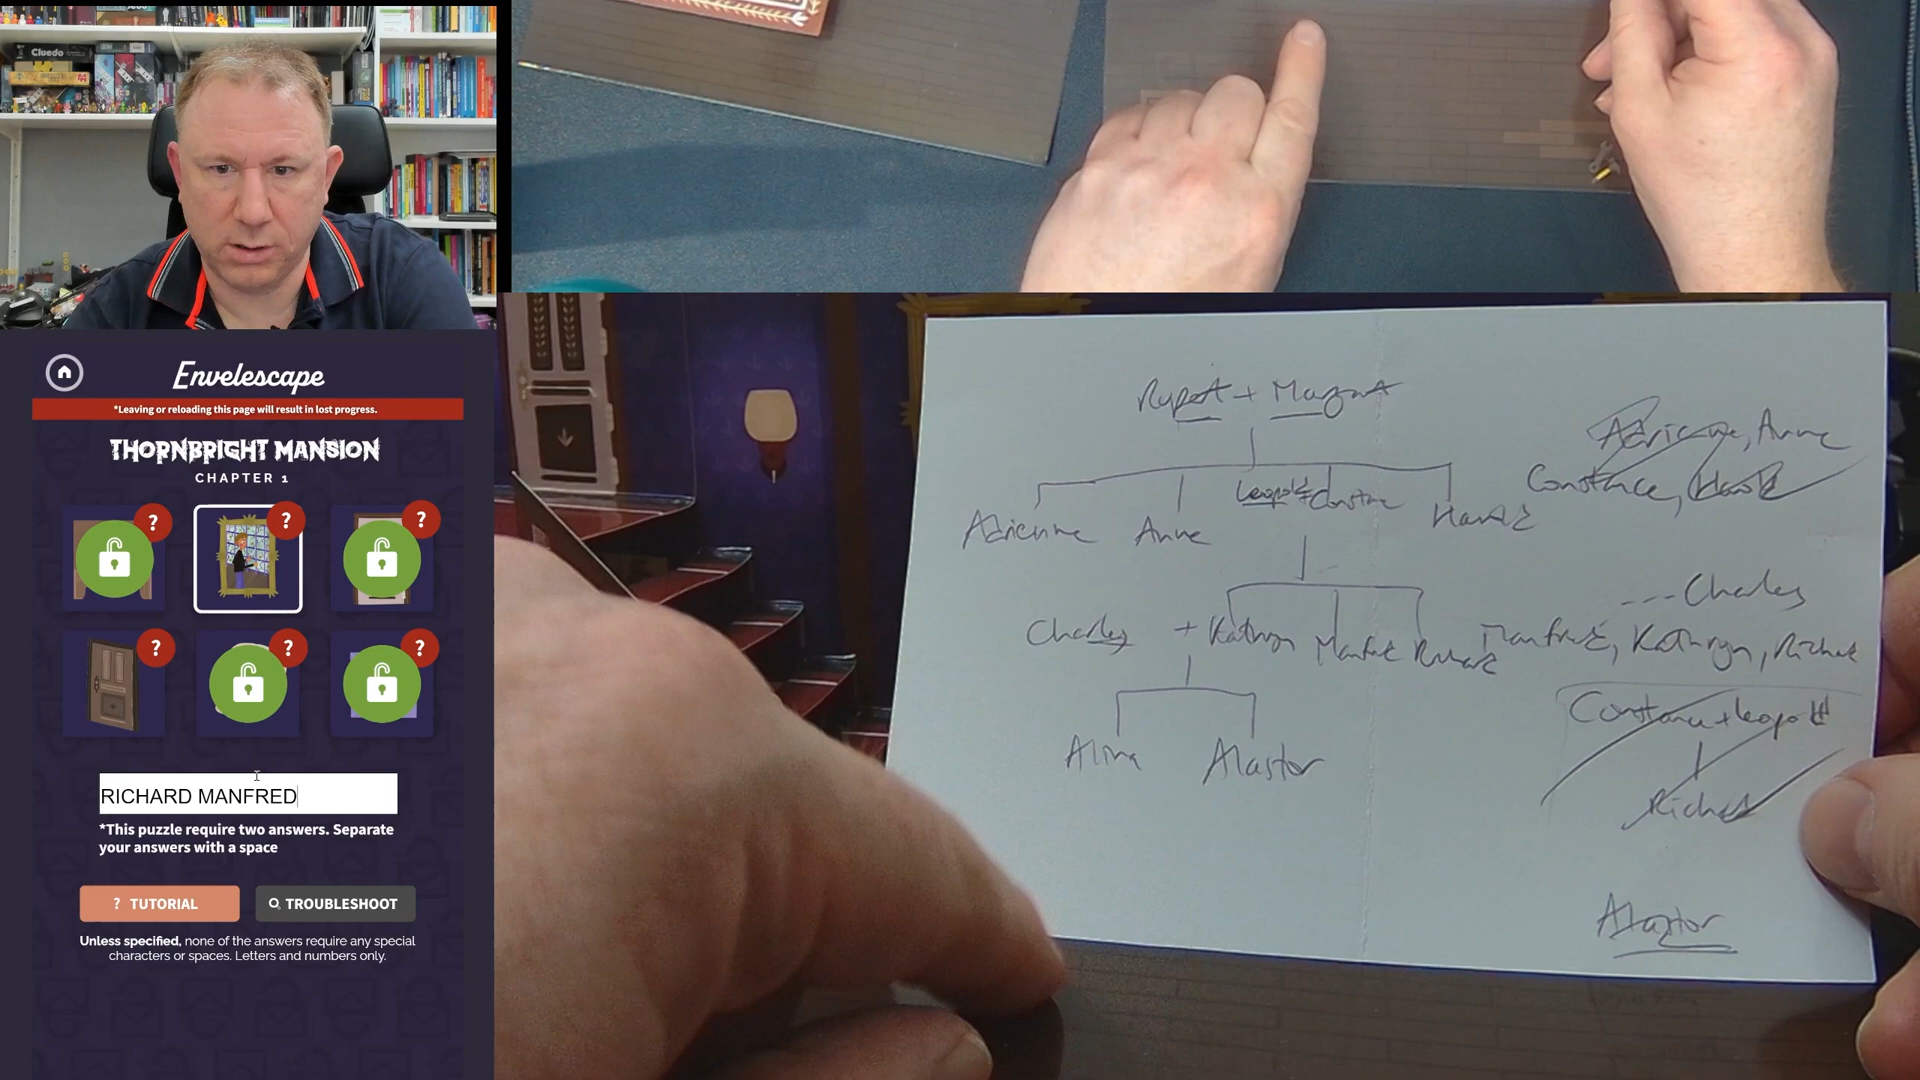 Cluedo
Envelescape
*Leaving or reloading this page will result in lost progress.
THORNBRIGHT MANSION
CHAPTER 1
?
?
?
?
?
?
RICHARD MANFRED
*This puzzle require two answers. Separate
your answers with a space
? TUTORIAL
TROUBLESHOOT
Unless specified, none of the answers require any special
characters or spaces. Letters and numbers only.
Rupert + Margaret
Adrienne Anne Leopold + Constance Harold
Charles + Kathryn Manfred Richard
Alina Alastor
Adrienne, Anne
Constance, Harold
--- Charles
Manfred, Kathryn, Richard
Constance + Leopold
Richard
Alastor